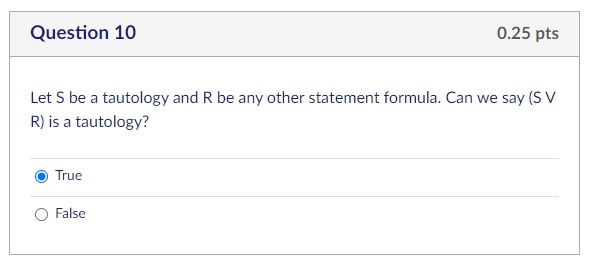 Question 10
0.25 pts
Let S be a tautology and R be any other statement formula. Can we say (S V
R) is a tautology?
True
False